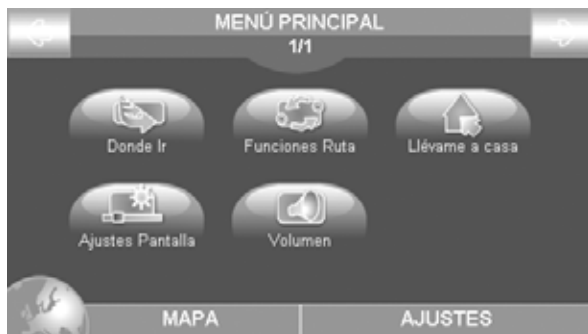 MENÚ PRINCIPAL
1/1
Donde Ir
Funciones Ruta
Llévame a casa
Ajustes Pantalla
Volumen
MAPA
AJUSTES